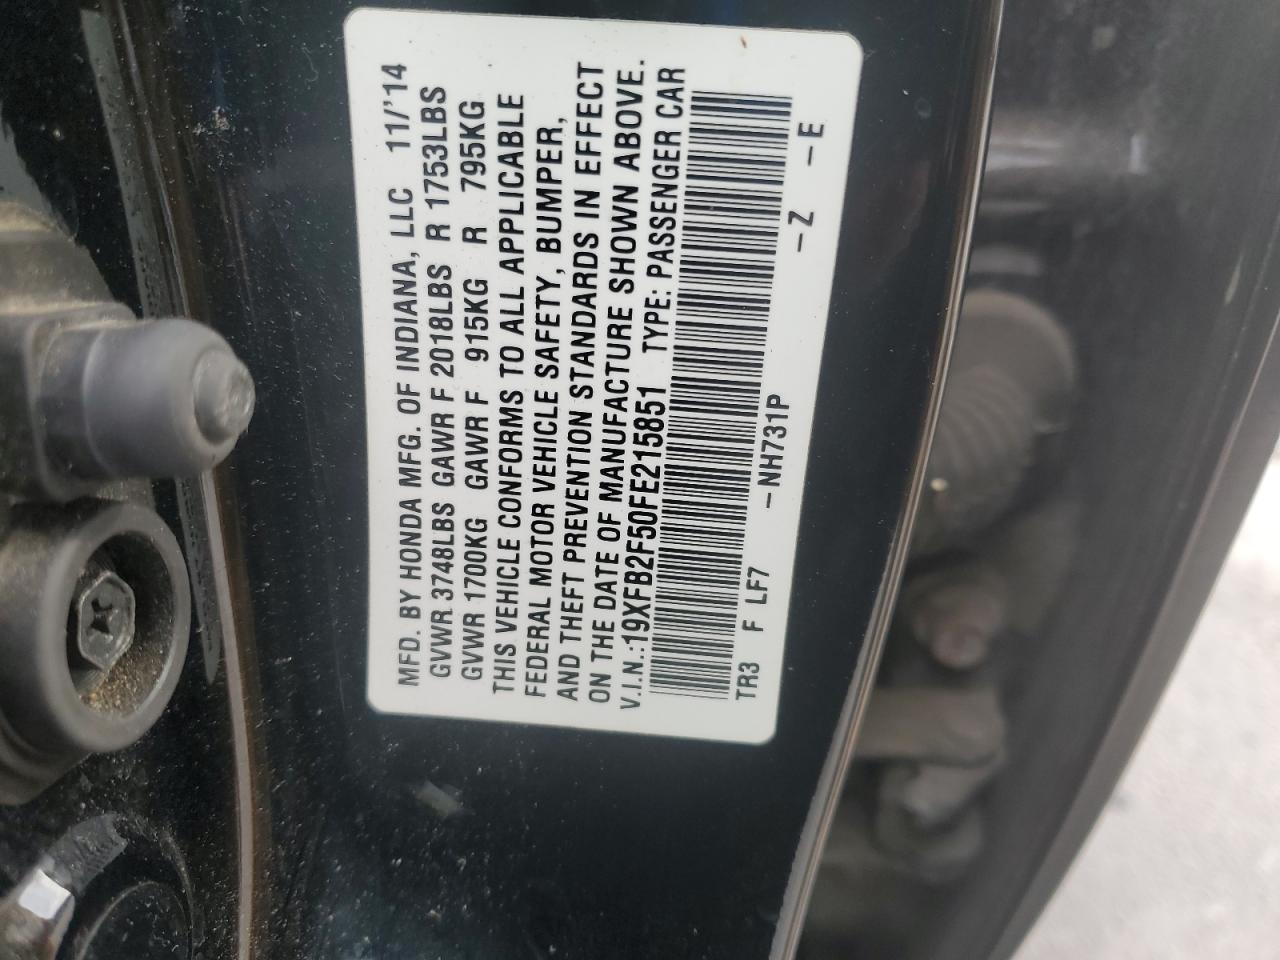 MFD. BY HONDA MFG. OF INDIANA, LLC 11/'14
GVWR 3748LBS GAWR F 2018LBS R 1753LBS
GVWR 1700KG GAWR F 915KG R 795KG
THIS VEHICLE CONFORMS TO ALL APPLICABLE
FEDERAL MOTOR VEHICLE SAFETY, BUMPER,
AND THEFT PREVENTION STANDARDS IN EFFECT
ON THE DATE OF MANUFACTURE SHOWN ABOVE.
V.I.N.:19XFB2F50FE215851 TYPE: PASSENGER CAR
TR3 F LF7 –NH731P –Z –E